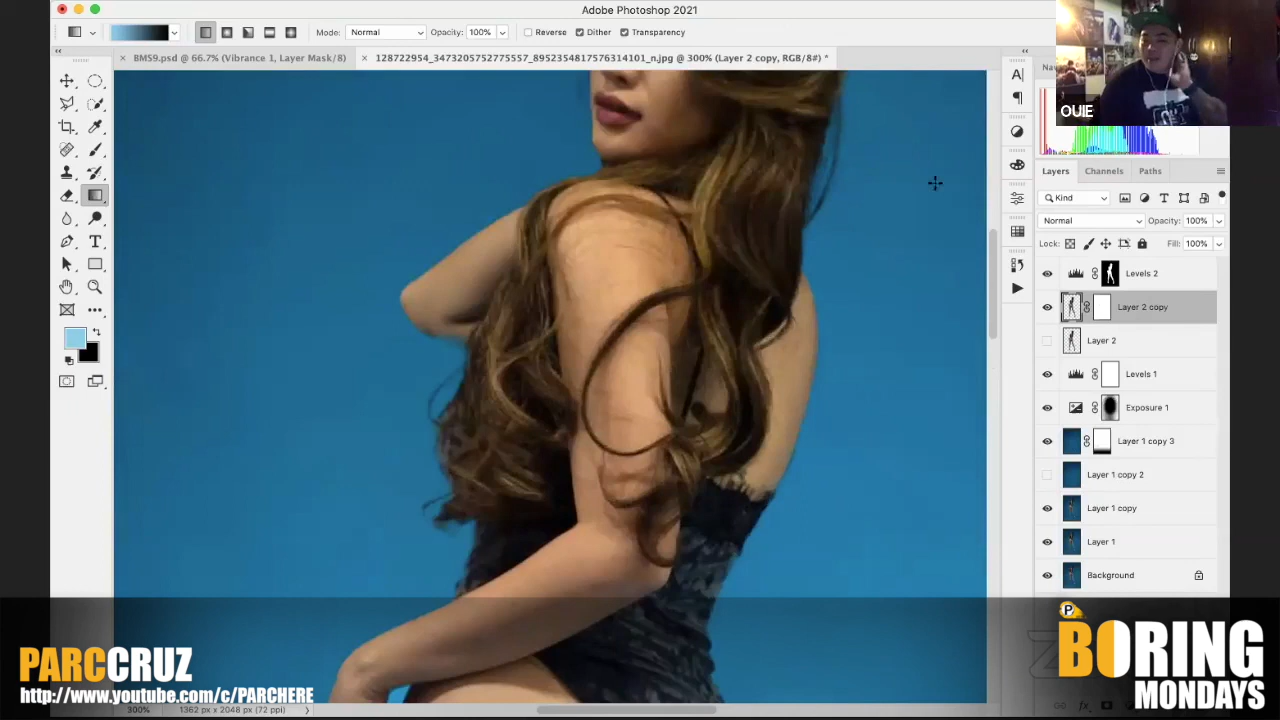 Adobe Photoshop 2021
Mode: Normal Opacity: 100% Reverse Dither Transparency
BMS9.psd @ 66.7% (Vibrance 1, Layer Mask/8)
128722954_3473205752775557_8952354817576314101_n.jpg @ 300% (Layer 2 copy, RGB/8#) *
OUIE
Layers Channels Paths
Kind
Normal Opacity: 100%
Lock: Fill: 100%
Levels 2
Layer 2 copy
Layer 2
Levels 1
Exposure 1
Layer 1 copy 3
Layer 1 copy 2
Layer 1 copy
Layer 1
Background
PARCCRUZ
http://www.youtube.com/c/PARCHERE
P
BORING
MONDAYS
300% 1362 px x 2048 px (72 ppi)